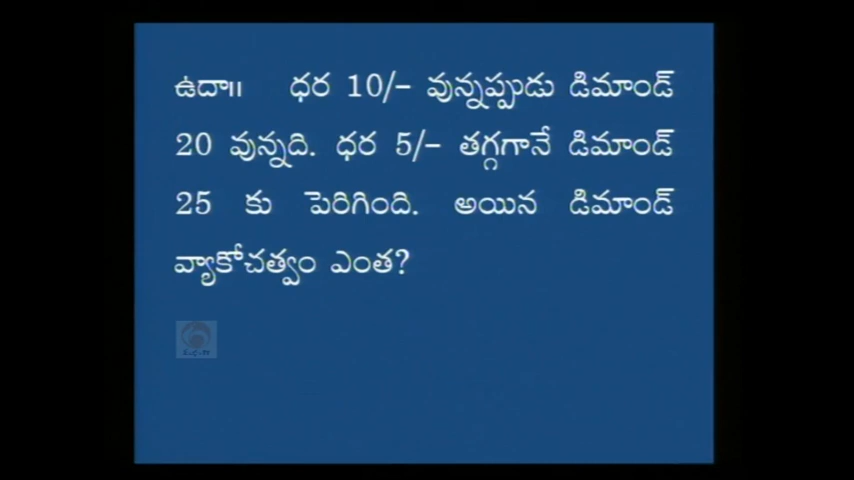 ఉదా॥ ధర 10/- వున్నప్పుడు డిమాండ్
20 వున్నది. ధర 5/- తగ్గగానే డిమాండ్
25 కు పెరిగింది. అయిన డిమాండ్
వ్యాకోచత్వం ఎంత?